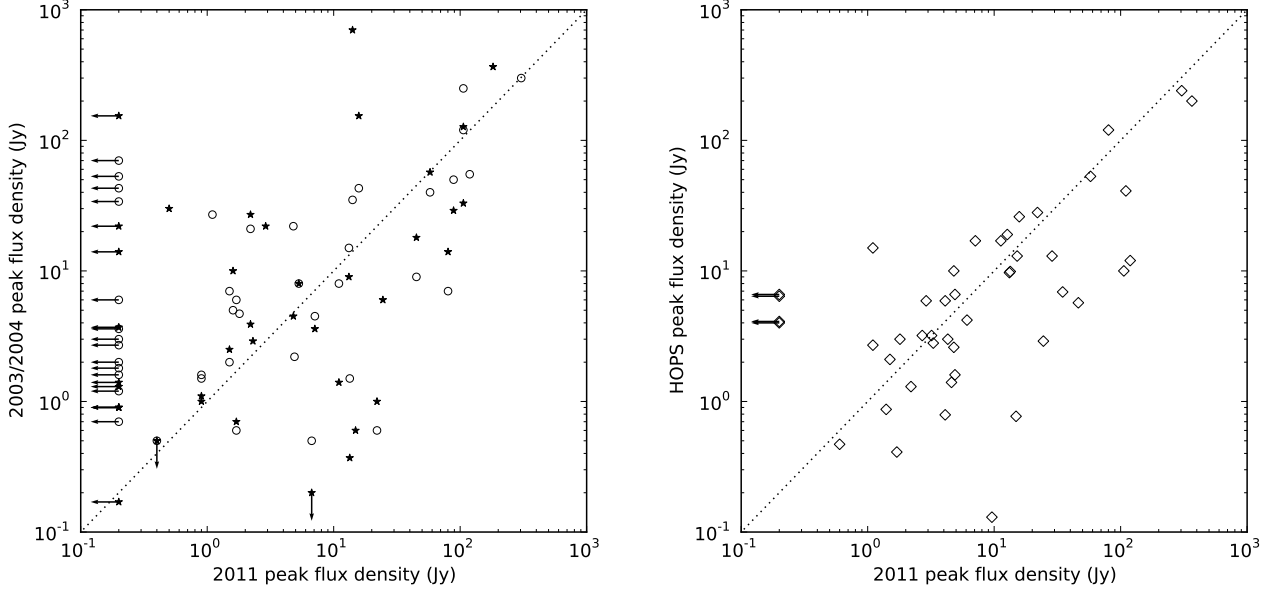 10³
10²
10¹
10⁰
10⁻¹
10⁻¹ 10⁰ 10¹ 10² 10³
2003/2004 peak flux density (Jy)
2011 peak flux density (Jy)
10³
10²
10¹
10⁰
10⁻¹
10⁻¹ 10⁰ 10¹ 10² 10³
HOPS peak flux density (Jy)
2011 peak flux density (Jy)